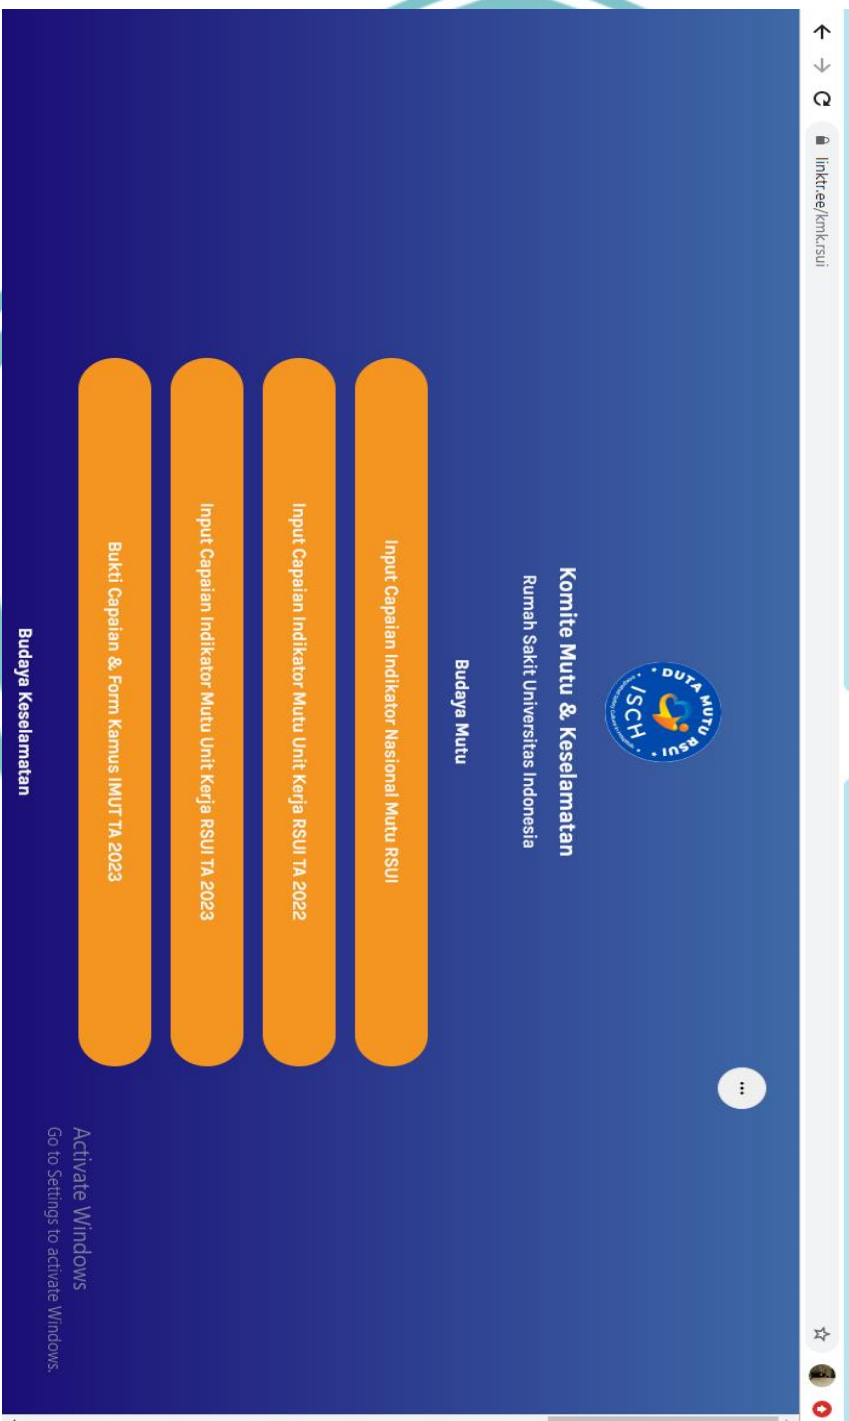 linktr.ee/kmk.rsui
DUTA MUTU RSUI
ISCH
Komite Mutu & Keselamatan
Rumah Sakit Universitas Indonesia
Budaya Mutu
Input Capaian Indikator Nasional Mutu RSUI
Input Capaian Indikator Mutu Unit Kerja RSUI TA 2022
Input Capaian Indikator Mutu Unit Kerja RSUI TA 2023
Bukti Capaian & Form Kamus IMUT TA 2023
Budaya Keselamatan
Activate Windows
Go to Settings to activate Windows.